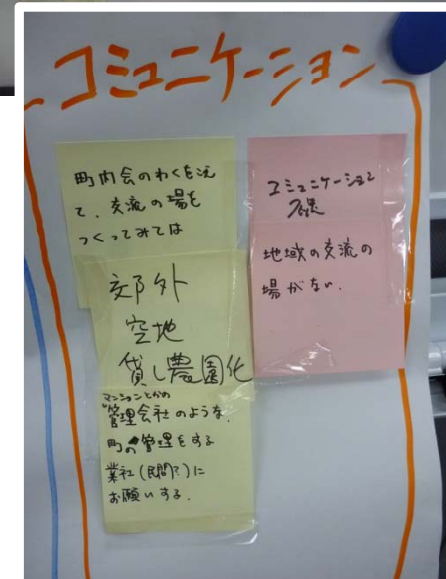 コミュニケーション
町内会のわくを越え
て、交流の場を
つくってみては
郊外
空地
貸し農園化
マンションとかの
管理会社のような、
町の管理をする
業社(民間?)に
お願いする.
コミュニケーション
不足
地域の交流の
場がない.